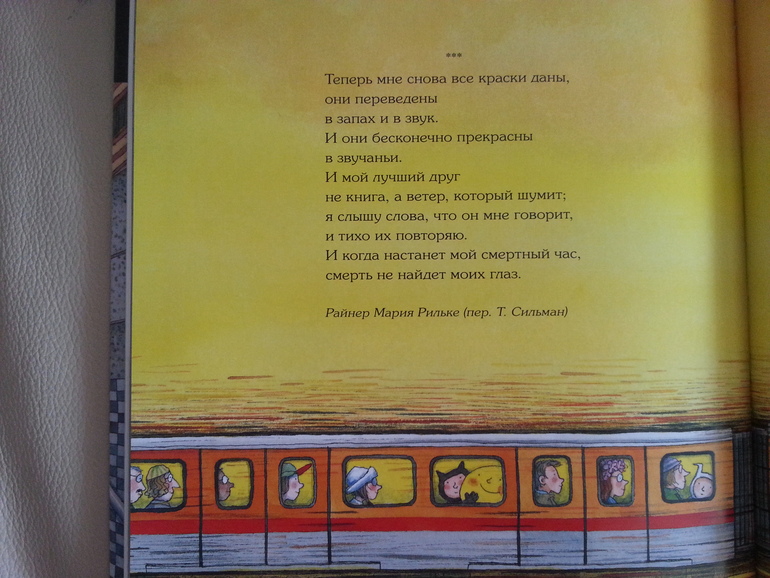 ***
Теперь мне снова все краски даны,
они переведены
в запах и в звук.
И они бесконечно прекрасны
в звучаньи.
И мой лучший друг
не книга, а ветер, который шумит;
я слышу слова, что он мне говорит,
и тихо их повторяю.
И когда настанет мой смертный час,
смерть не найдет моих глаз.
Райнер Мария Рильке (пер. Т. Сильман)